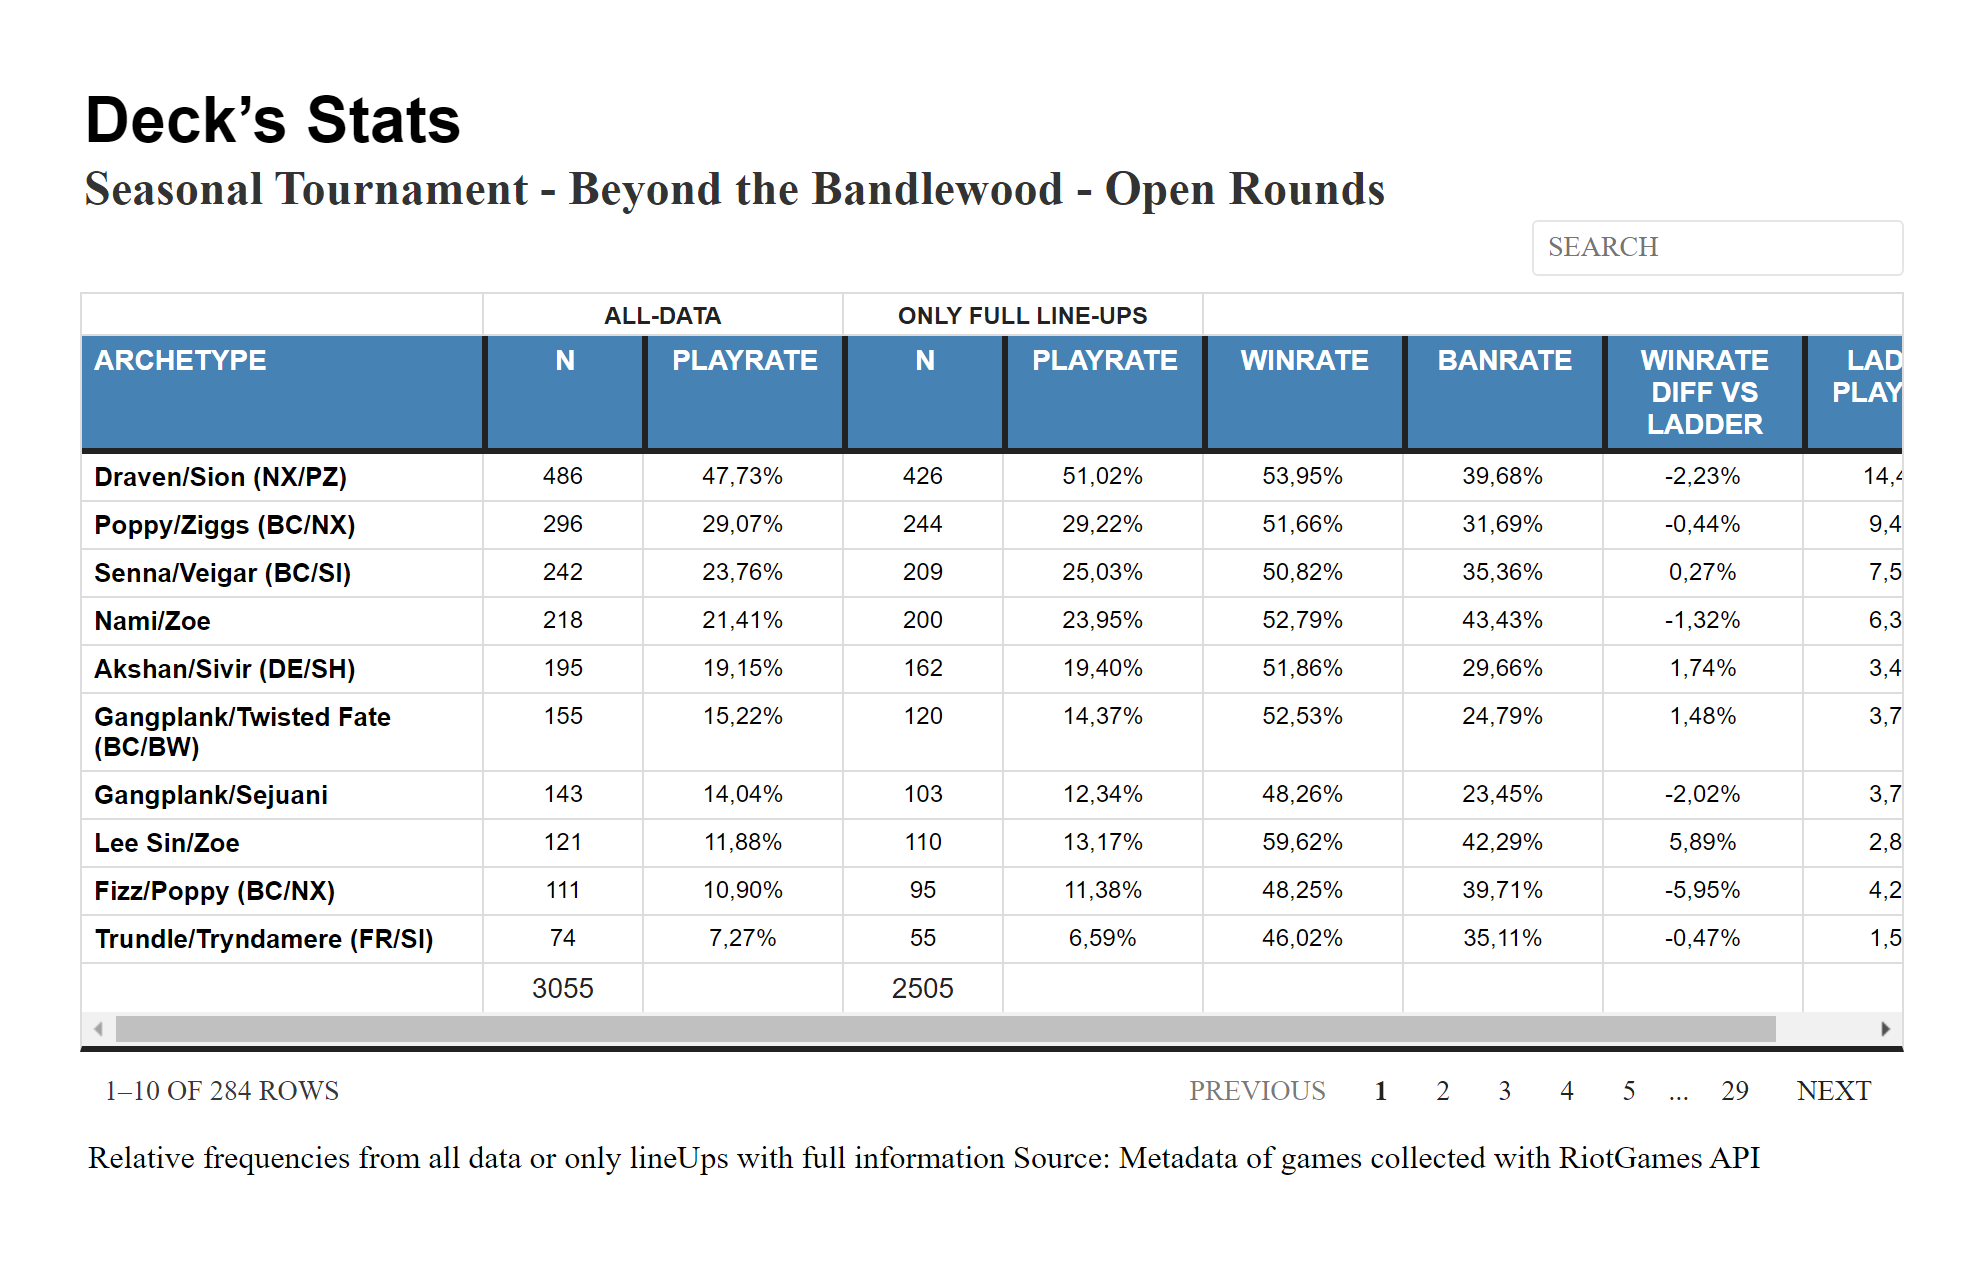 Deck’s Stats
Seasonal Tournament - Beyond the Bandlewood - Open Rounds
SEARCH
ALL-DATA ONLY FULL LINE-UPS
ARCHETYPE N PLAYRATE N PLAYRATE WINRATE BANRATE WINRATE DIFF VS LADDER LAD PLAY
Draven/Sion (NX/PZ) 486 47,73% 426 51,02% 53,95% 39,68% -2,23% 14,4
Poppy/Ziggs (BC/NX) 296 29,07% 244 29,22% 51,66% 31,69% -0,44% 9,4
Senna/Veigar (BC/SI) 242 23,76% 209 25,03% 50,82% 35,36% 0,27% 7,5
Nami/Zoe 218 21,41% 200 23,95% 52,79% 43,43% -1,32% 6,3
Akshan/Sivir (DE/SH) 195 19,15% 162 19,40% 51,86% 29,66% 1,74% 3,4
Gangplank/Twisted Fate (BC/BW) 155 15,22% 120 14,37% 52,53% 24,79% 1,48% 3,7
Gangplank/Sejuani 143 14,04% 103 12,34% 48,26% 23,45% -2,02% 3,7
Lee Sin/Zoe 121 11,88% 110 13,17% 59,62% 42,29% 5,89% 2,8
Fizz/Poppy (BC/NX) 111 10,90% 95 11,38% 48,25% 39,71% -5,95% 4,2
Trundle/Tryndamere (FR/SI) 74 7,27% 55 6,59% 46,02% 35,11% -0,47% 1,5
3055 2505
1–10 OF 284 ROWS PREVIOUS 1 2 3 4 5 ... 29 NEXT
Relative frequencies from all data or only lineUps with full information Source: Metadata of games collected with RiotGames API